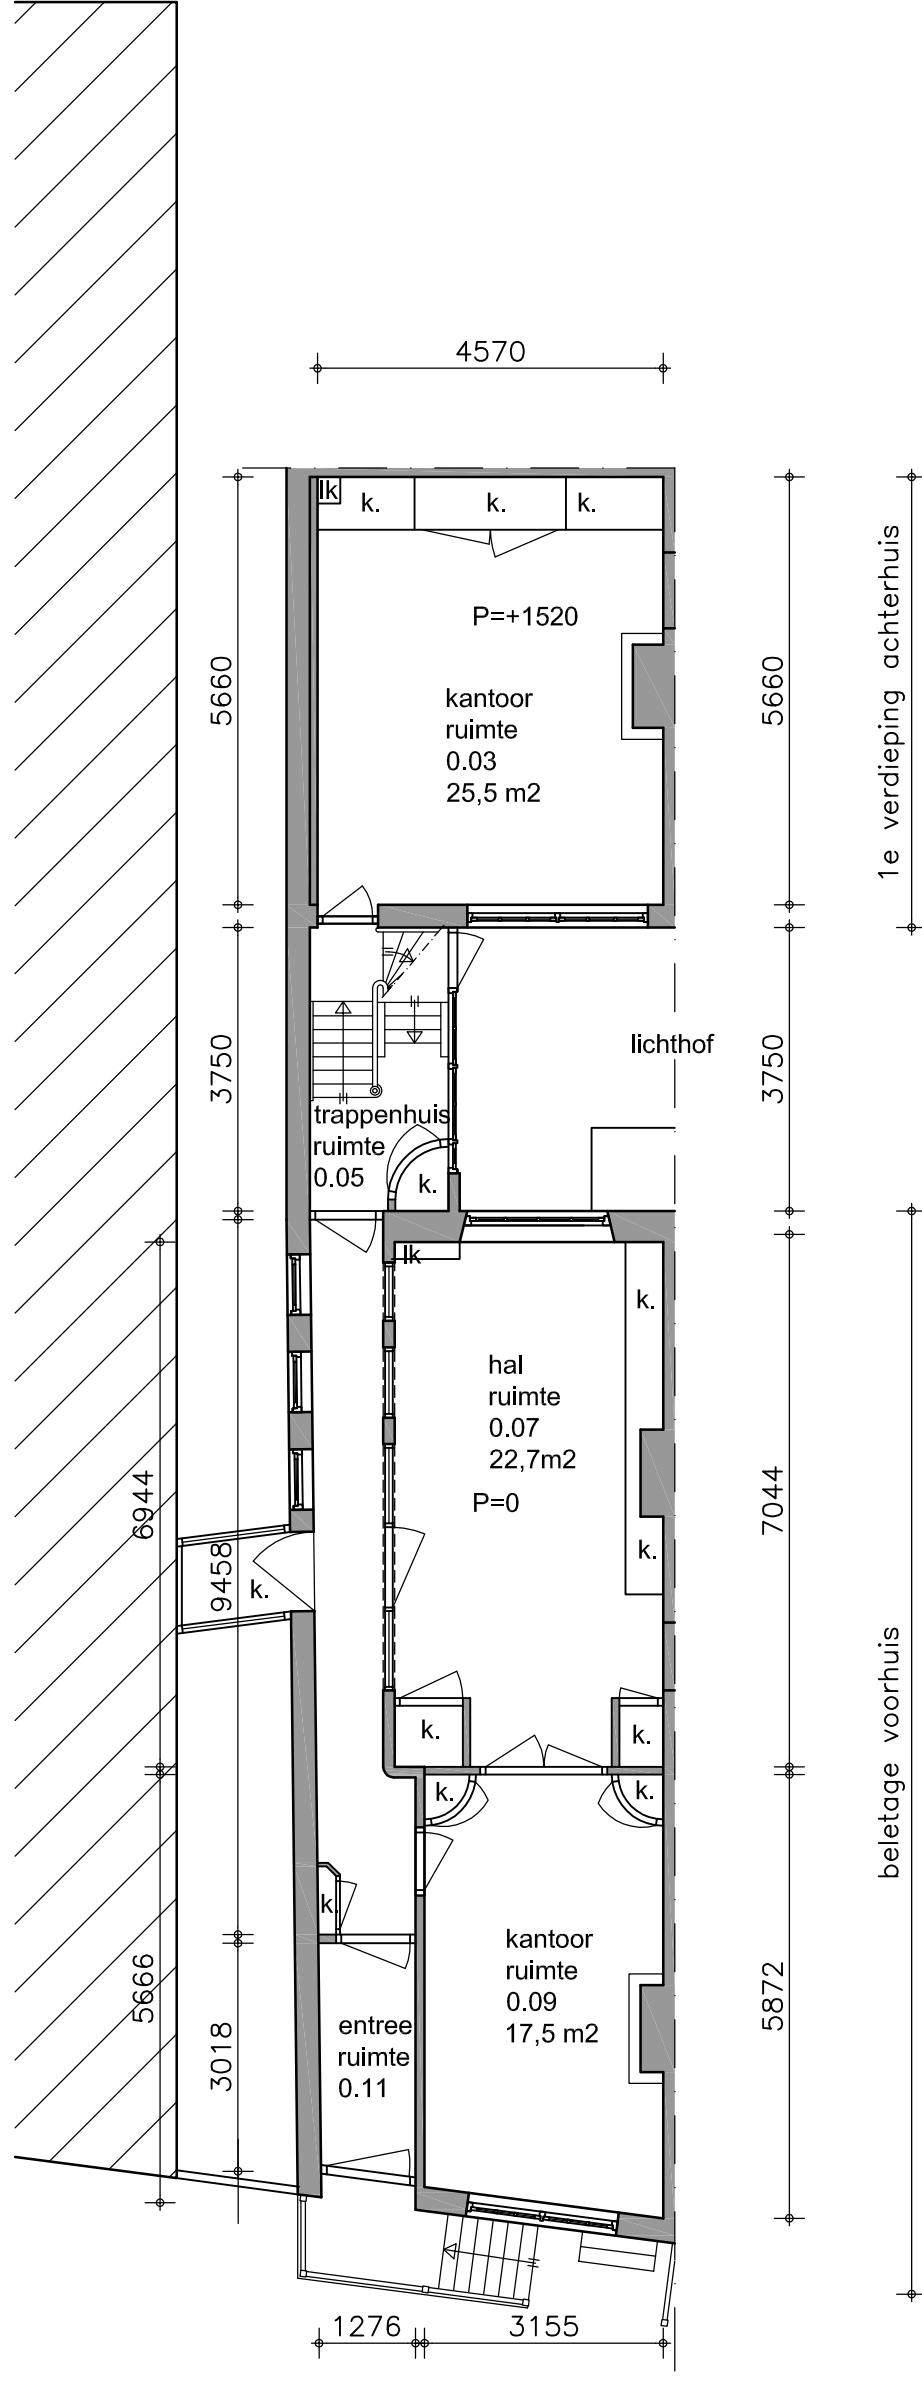 4570
lk
k.
k.
k.
P=+1520
kantoor
ruimte
0.03
25,5 m2
5660
5660
1e verdieping achterhuis
3750
3750
lichthof
trappenhuis
ruimte
0.05
k.
lk
k.
hal
ruimte
0.07
22,7m2
P=0
6944
7044
9458
k.
k.
k.
k.
k.
k.
beletage voorhuis
k.
kantoor
ruimte
0.09
17,5 m2
5666
5872
entree
ruimte
0.11
3018
1276
3155